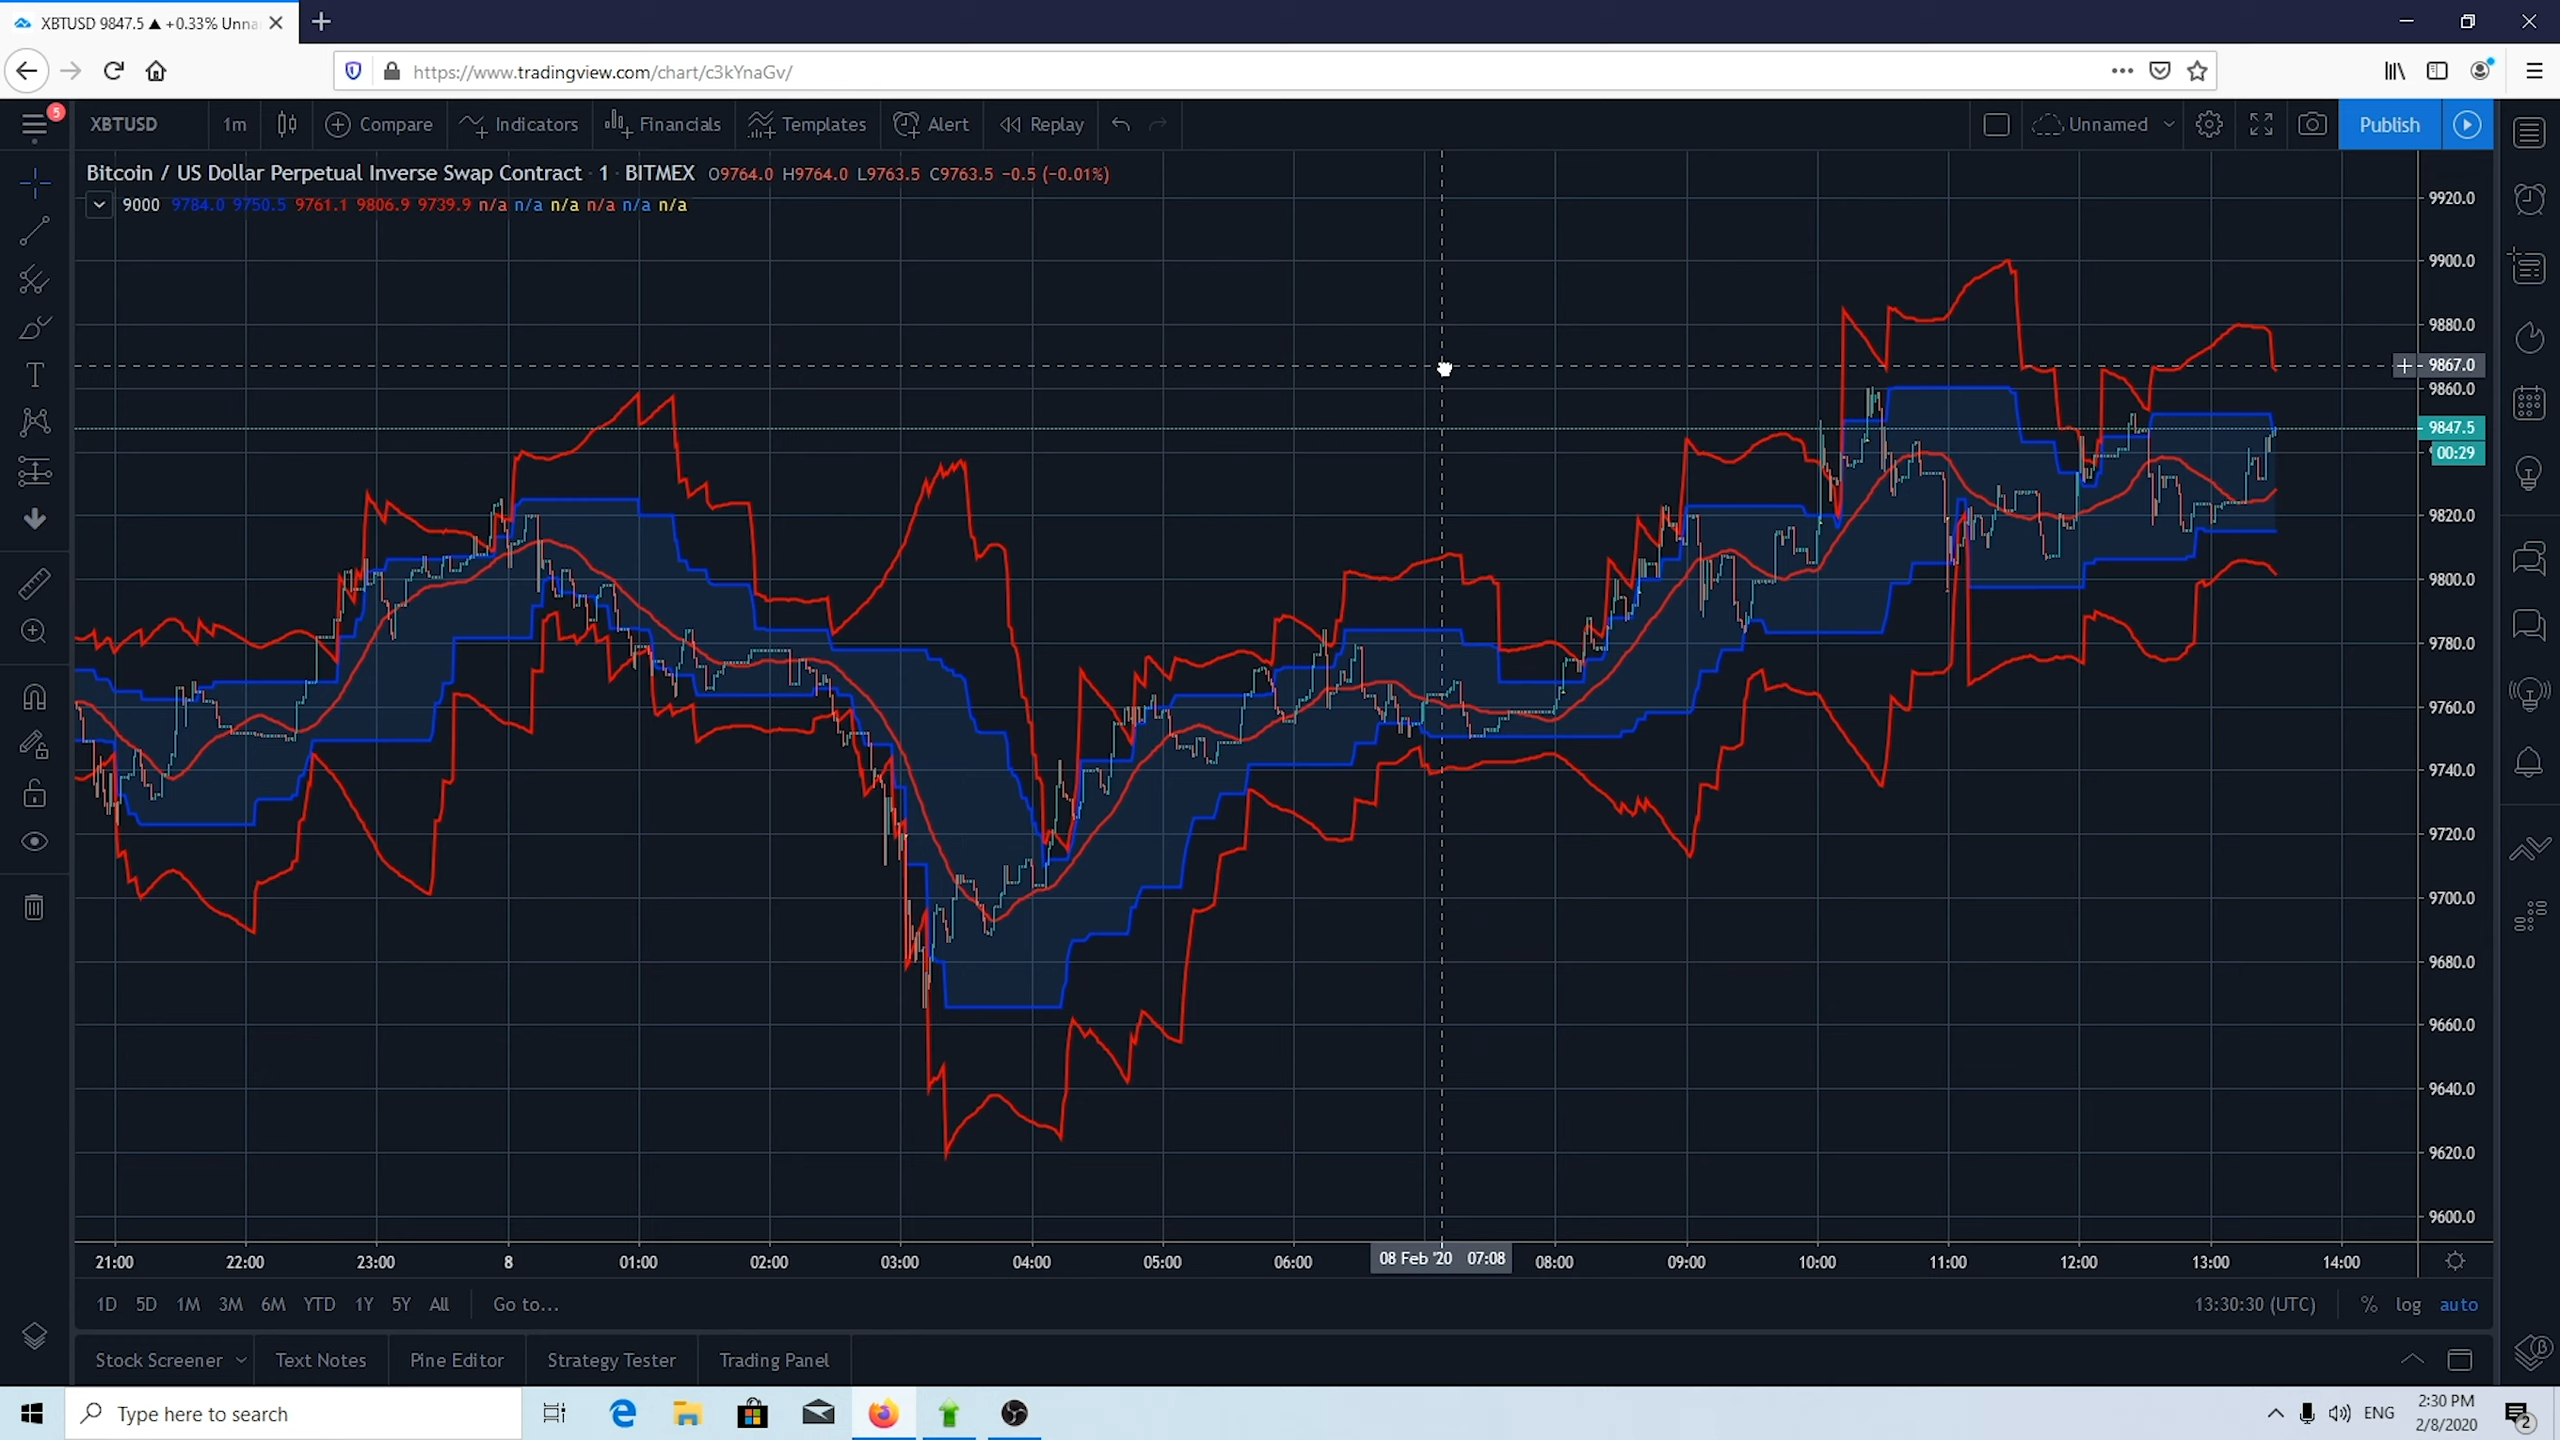 XBTUSD 9847.5 ▲ +0.33% Unna
https://www.tradingview.com/chart/c3kYnaGv/
5
XBTUSD 1m Compare Indicators Financials Templates Alert Replay Unnamed Publish
Bitcoin / US Dollar Perpetual Inverse Swap Contract · 1 · BITMEX O9764.0 H9764.0 L9763.5 C9763.5 −0.5 (−0.01%)
9000 9784.0 9750.5 9761.1 9806.9 9739.9 n/a n/a n/a n/a n/a n/a
9920.0
9900.0
9880.0
9867.0
9860.0
9847.5
00:29
9820.0
9800.0
9780.0
9760.0
9740.0
9720.0
9700.0
9680.0
9660.0
9640.0
9620.0
9600.0
21:00 22:00 23:00 8 01:00 02:00 03:00 04:00 05:00 06:00 08 Feb '20 07:08 08:00 09:00 10:00 11:00 12:00 13:00 14:00
1D 5D 1M 3M 6M YTD 1Y 5Y All Go to... 13:30:30 (UTC) % log auto
Stock Screener Text Notes Pine Editor Strategy Tester Trading Panel
Type here to search
ENG
2:30 PM
2/8/2020
2